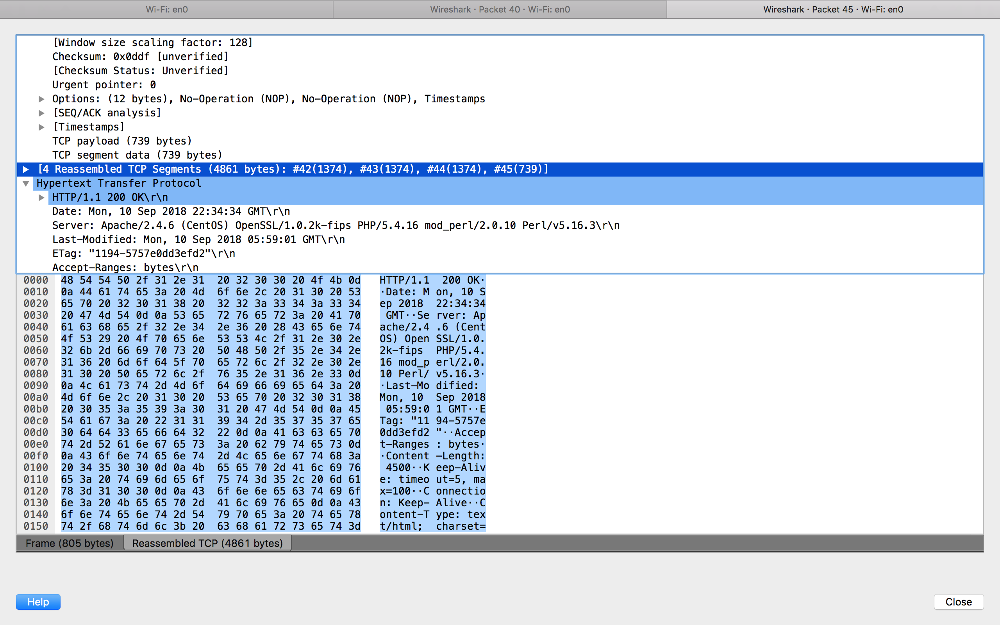 Wi-Fi: en0
Wireshark · Packet 40 · Wi-Fi: en0
Wireshark · Packet 45 · Wi-Fi: en0
[Window size scaling factor: 128]
Checksum: 0x0ddf [unverified]
[Checksum Status: Unverified]
Urgent pointer: 0
Options: (12 bytes), No-Operation (NOP), No-Operation (NOP), Timestamps
[SEQ/ACK analysis]
[Timestamps]
TCP payload (739 bytes)
TCP segment data (739 bytes)
[4 Reassembled TCP Segments (4861 bytes): #42(1374), #43(1374), #44(1374), #45(739)]
Hypertext Transfer Protocol
HTTP/1.1 200 OK\r\n
Date: Mon, 10 Sep 2018 22:34:34 GMT\r\n
Server: Apache/2.4.6 (CentOS) OpenSSL/1.0.2k-fips PHP/5.4.16 mod_perl/2.0.10 Perl/v5.16.3\r\n
Last-Modified: Mon, 10 Sep 2018 05:59:01 GMT\r\n
ETag: "1194-5757e0dd3efd2"\r\n
Accept-Ranges: bytes\r\n
0000 48 54 54 50 2f 31 2e 31 20 32 30 30 20 4f 4b 0d HTTP/1.1 200 OK·
0010 0a 44 61 74 65 3a 20 4d 6f 6e 2c 20 31 30 20 53 ·Date: M on, 10 S
0020 65 70 20 32 30 31 38 20 32 32 3a 33 34 3a 33 34 ep 2018 22:34:34
0030 20 47 4d 54 0d 0a 53 65 72 76 65 72 3a 20 41 70 GMT··Se rver: Ap
0040 61 63 68 65 2f 32 2e 34 2e 36 20 28 43 65 6e 74 ache/2.4 .6 (Cent
0050 4f 53 29 20 4f 70 65 6e 53 53 4c 2f 31 2e 30 2e OS) Open SSL/1.0.
0060 32 6b 2d 66 69 70 73 20 50 48 50 2f 35 2e 34 2e 2k-fips PHP/5.4.
0070 31 36 20 6d 6f 64 5f 70 65 72 6c 2f 32 2e 30 2e 16 mod_p erl/2.0.
0080 31 30 20 50 65 72 6c 2f 76 35 2e 31 36 2e 33 0d 10 Perl/ v5.16.3·
0090 0a 4c 61 73 74 2d 4d 6f 64 69 66 69 65 64 3a 20 ·Last-Mo dified:
00a0 4d 6f 6e 2c 20 31 30 20 53 65 70 20 32 30 31 38 Mon, 10 Sep 2018
00b0 20 30 35 3a 35 39 3a 30 31 20 47 4d 54 0d 0a 45 05:59:0 1 GMT··E
00c0 54 61 67 3a 20 22 31 31 39 34 2d 35 37 35 37 65 Tag: "11 94-5757e
00d0 30 64 64 33 65 66 64 32 22 0d 0a 41 63 63 65 70 0dd3efd2 "··Accep
00e0 74 2d 52 61 6e 67 65 73 3a 20 62 79 74 65 73 0d t-Ranges : bytes·
00f0 0a 43 6f 6e 74 65 6e 74 2d 4c 65 6e 67 74 68 3a ·Content -Length:
0100 20 34 35 30 30 0d 0a 4b 65 65 70 2d 41 6c 69 76 4500··K eep-Aliv
0110 65 3a 20 74 69 6d 65 6f 75 74 3d 35 2c 20 6d 61 e: timeo ut=5, ma
0120 78 3d 31 30 30 0d 0a 43 6f 6e 6e 65 63 74 69 6f x=100··C onnectio
0130 6e 3a 20 4b 65 65 70 2d 41 6c 69 76 65 0d 0a 43 n: Keep- Alive··C
0140 6f 6e 74 65 6e 74 2d 54 79 70 65 3a 20 74 65 78 ontent-T ype: tex
0150 74 2f 68 74 6d 6c 3b 20 63 68 61 72 73 65 74 3d t/html; charset=
Frame (805 bytes)
Reassembled TCP (4861 bytes)
Help
Close